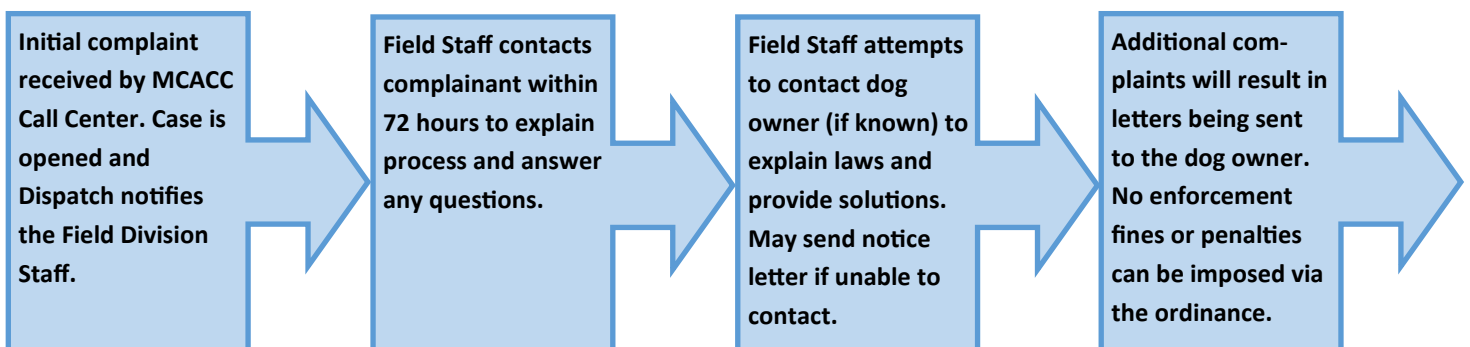 Initial complaint
received by MCACC
Call Center. Case is
opened and
Dispatch notifies
the Field Division
Staff.
Field Staff contacts
complainant within
72 hours to explain
process and answer
any questions.
Field Staff attempts
to contact dog
owner (if known) to
explain laws and
provide solutions.
May send notice
letter if unable to
contact.
Additional com-
plaints will result in
letters being sent
to the dog owner.
No enforcement
fines or penalties
can be imposed via
the ordinance.